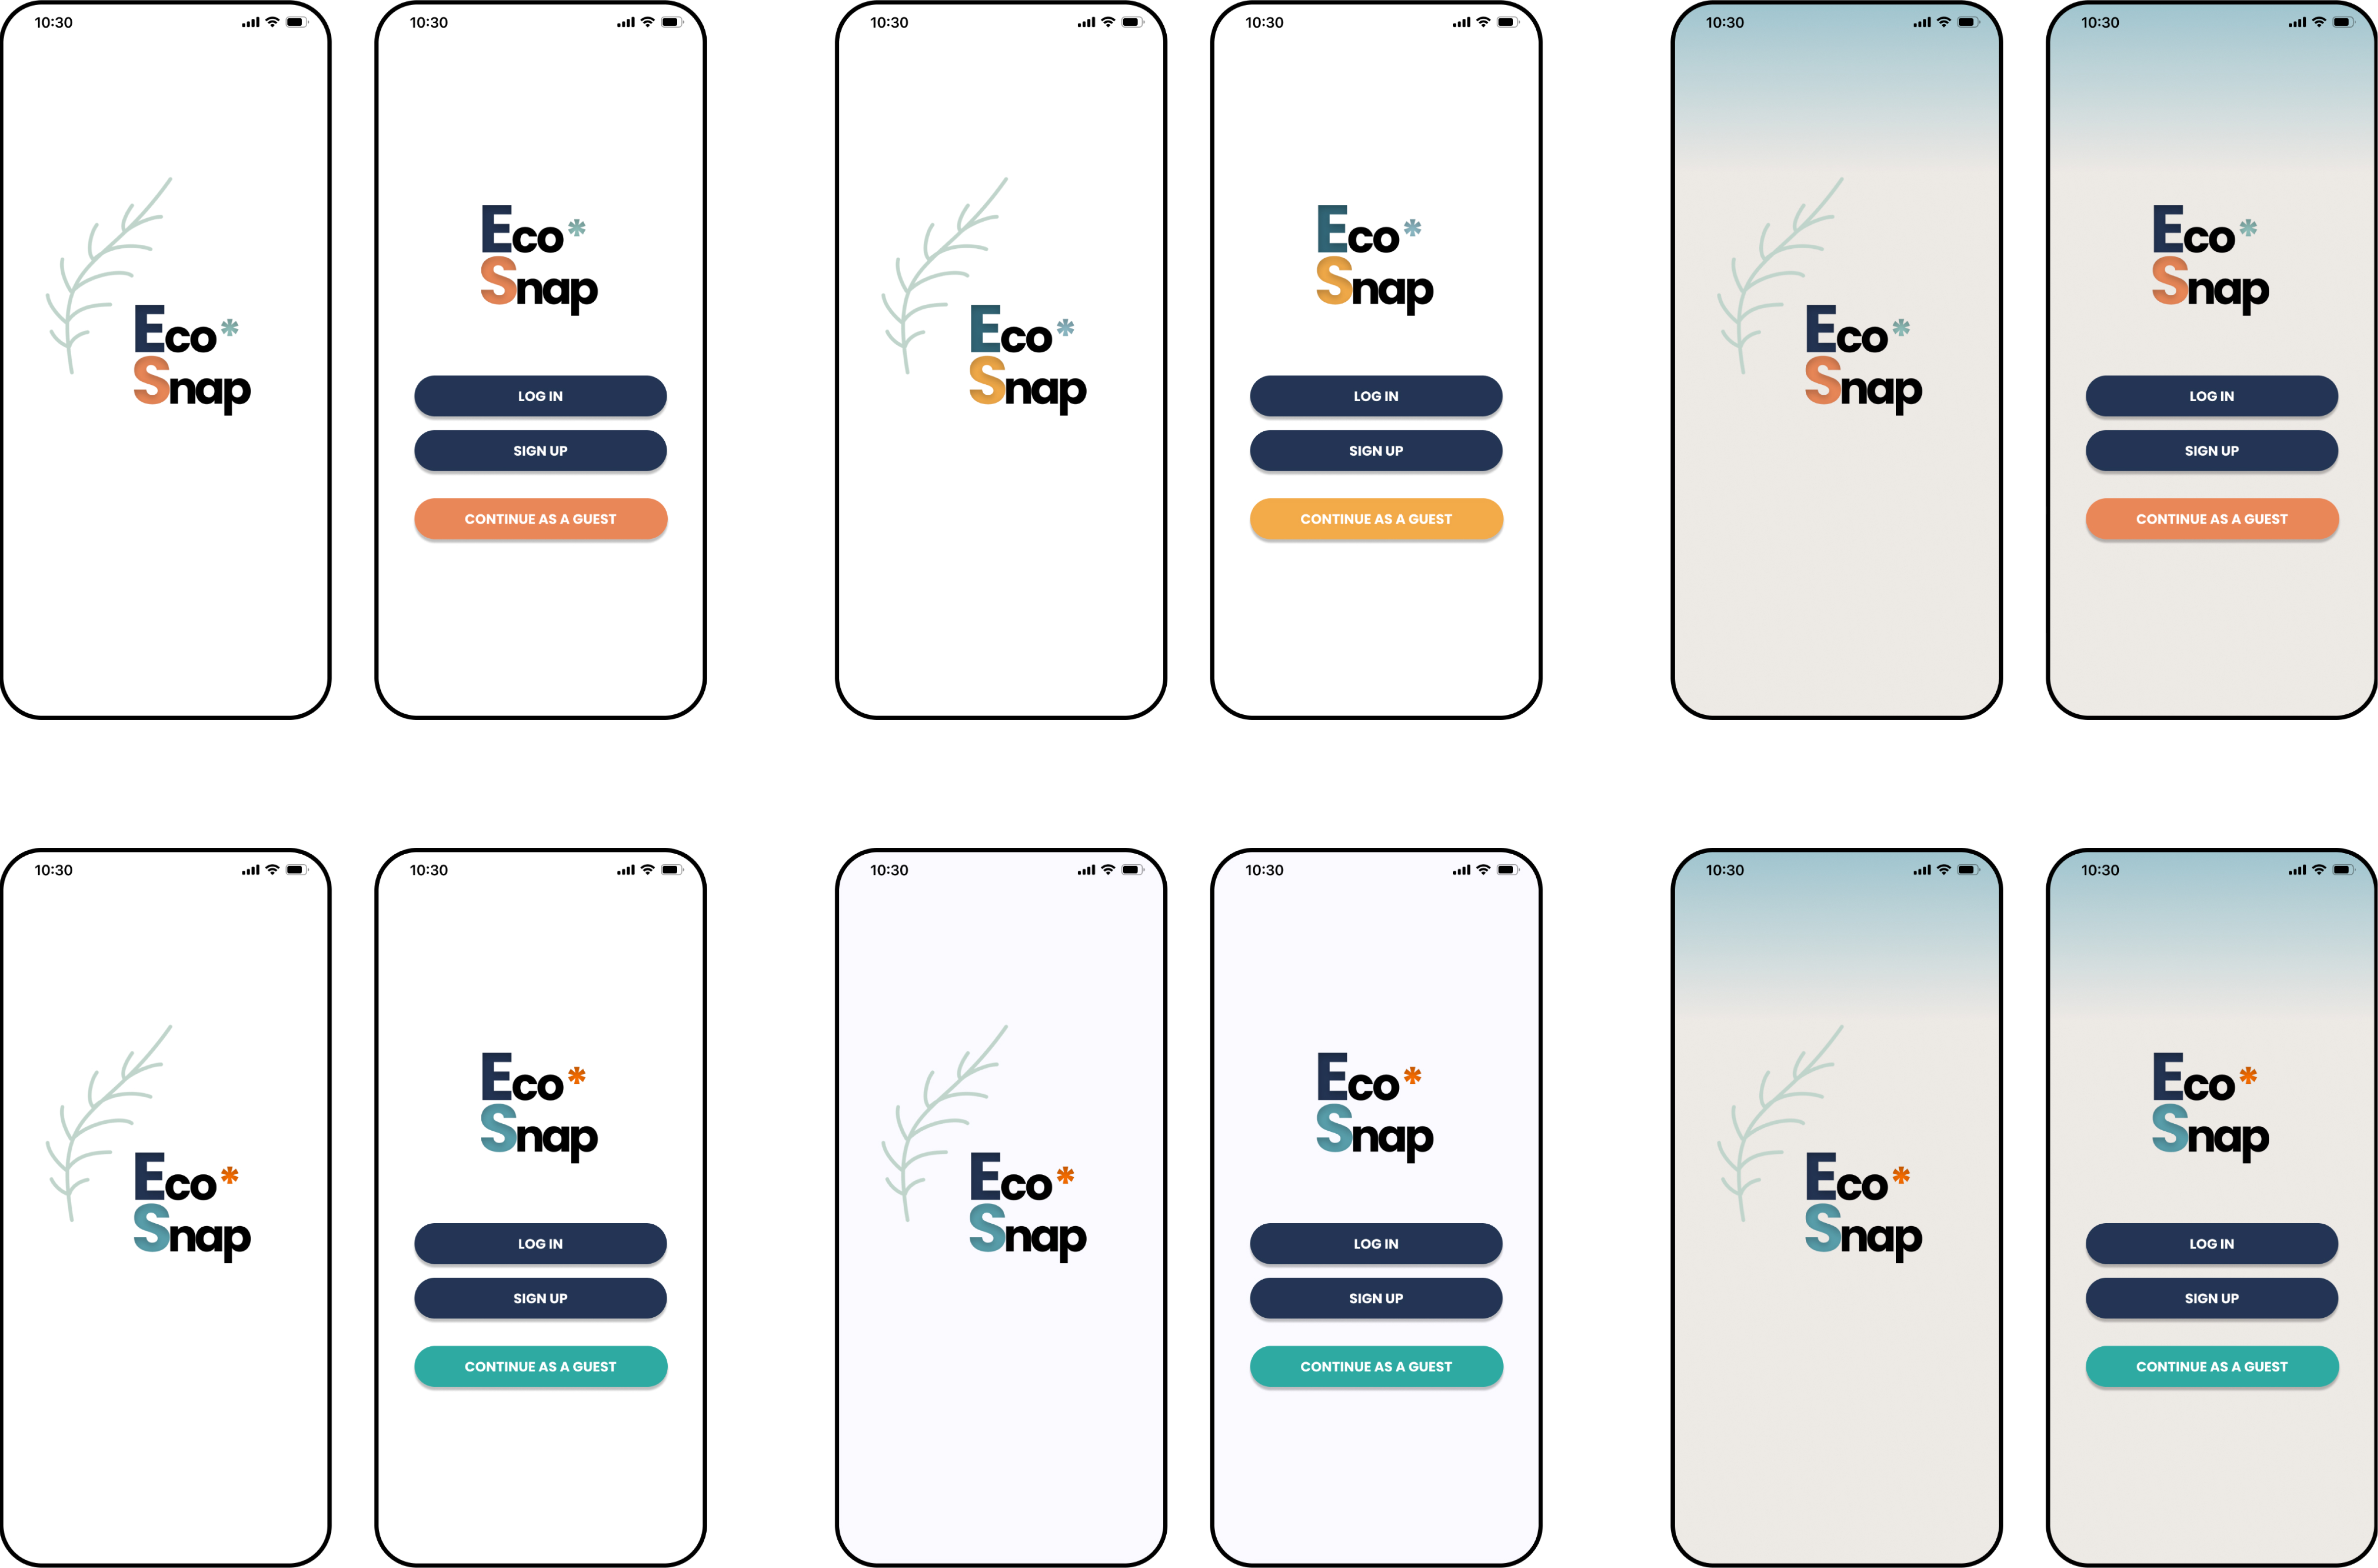 10:30
Eco*
Snap
10:30
Eco*
Snap
LOG IN
SIGN UP
CONTINUE AS A GUEST
10:30
Eco*
Snap
10:30
Eco*
Snap
LOG IN
SIGN UP
CONTINUE AS A GUEST
10:30
Eco*
Snap
10:30
Eco*
Snap
LOG IN
SIGN UP
CONTINUE AS A GUEST
10:30
Eco*
Snap
10:30
Eco*
Snap
LOG IN
SIGN UP
CONTINUE AS A GUEST
10:30
Eco*
Snap
10:30
Eco*
Snap
LOG IN
SIGN UP
CONTINUE AS A GUEST
10:30
Eco*
Snap
10:30
Eco*
Snap
LOG IN
SIGN UP
CONTINUE AS A GUEST